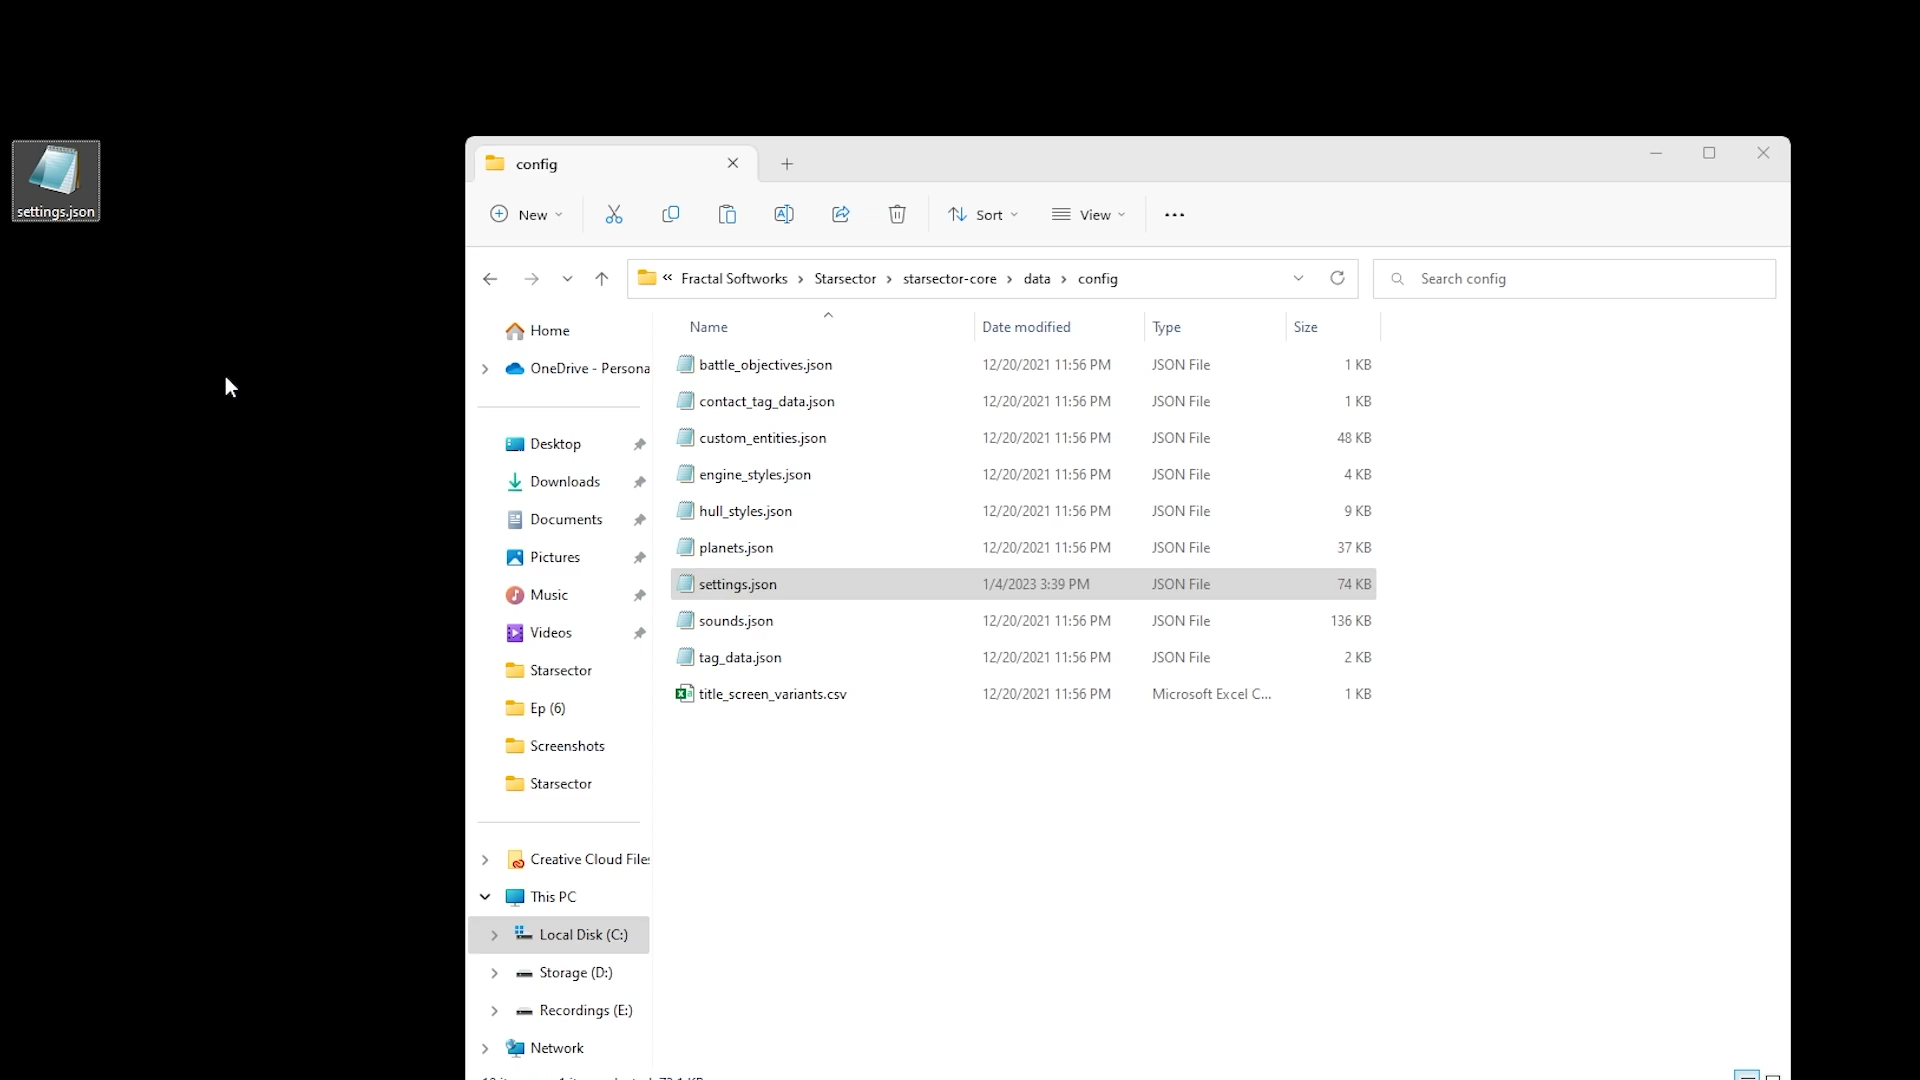 settings.json
config
New
Sort
View
Fractal Softworks > Starsector > starsector-core > data > config
Search config
Name
Date modified
Type
Size
Home
OneDrive - Persona
Desktop
Downloads
Documents
Pictures
Music
Videos
Starsector
Ep (6)
Screenshots
Starsector
Creative Cloud Files
This PC
Local Disk (C:)
Storage (D:)
Recordings (E:)
Network
battle_objectives.json 12/20/2021 11:56 PM JSON File 1 KB
contact_tag_data.json 12/20/2021 11:56 PM JSON File 1 KB
custom_entities.json 12/20/2021 11:56 PM JSON File 48 KB
engine_styles.json 12/20/2021 11:56 PM JSON File 4 KB
hull_styles.json 12/20/2021 11:56 PM JSON File 9 KB
planets.json 12/20/2021 11:56 PM JSON File 37 KB
settings.json 1/4/2023 3:39 PM JSON File 74 KB
sounds.json 12/20/2021 11:56 PM JSON File 136 KB
tag_data.json 12/20/2021 11:56 PM JSON File 2 KB
title_screen_variants.csv 12/20/2021 11:56 PM Microsoft Excel C... 1 KB